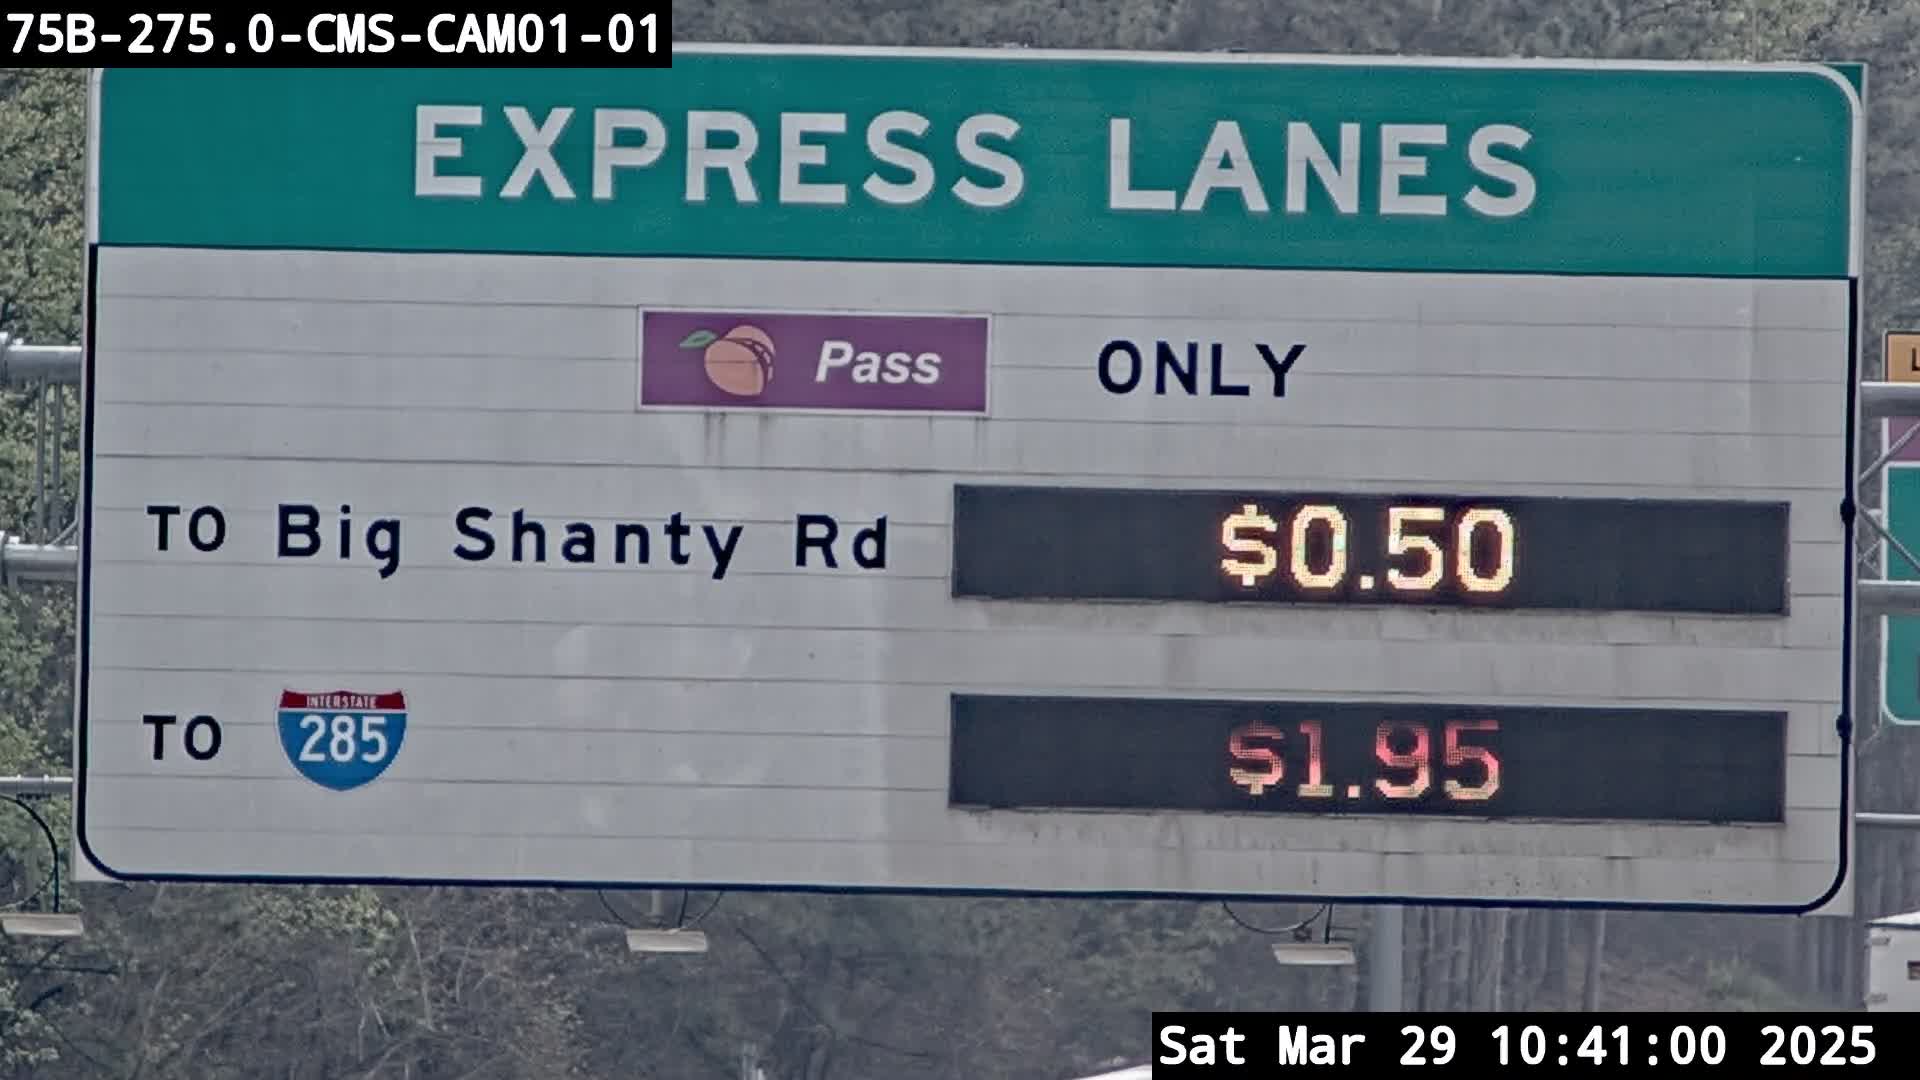 75B-275.0-CMS-CAM01-01
EXPRESS LANES
Pass ONLY
TO Big Shanty Rd $0.50
TO INTERSTATE 285 $1.95
Sat Mar 29 10:41:00 2025